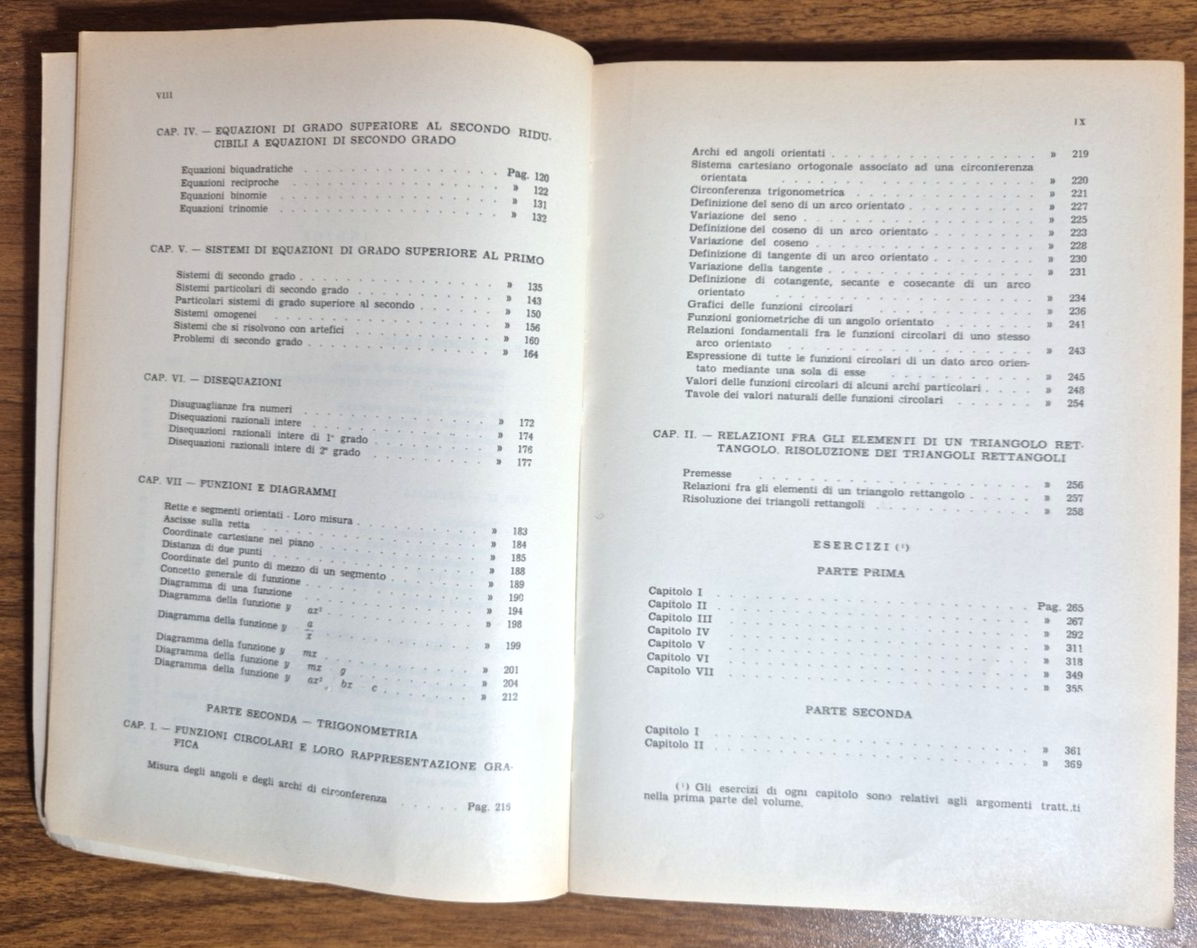 VIII
CAP. IV. — EQUAZIONI DI GRADO SUPERIORE AL SECONDO RIDU-
CIBILI A EQUAZIONI DI SECONDO GRADO
Equazioni biquadratiche . . . . . . . . . . Pag. 120
Equazioni reciproche . . . . . . . . . . » 122
Equazioni binomie . . . . . . . . . . » 131
Equazioni trinomie . . . . . . . . . . » 132
CAP. V. — SISTEMI DI EQUAZIONI DI GRADO SUPERIORE AL PRIMO
Sistemi di secondo grado . . . . . . . . . . » 135
Sistemi particolari di secondo grado . . . . . . . . » 143
Particolari sistemi di grado superiore al secondo . . . . » 150
Sistemi omogenei . . . . . . . . . . » 156
Sistemi che si risolvono con artefici . . . . . . . . » 160
Problemi di secondo grado . . . . . . . . . . » 164
CAP. VI. — DISEQUAZIONI
Disuguaglianze fra numeri . . . . . . . . . . » 172
Disequazioni razionali intere . . . . . . . . . . » 174
Disequazioni razionali intere di 1° grado . . . . . . » 176
Disequazioni razionali intere di 2° grado . . . . . . » 177
CAP. VII — FUNZIONI E DIAGRAMMI
Rette e segmenti orientati - Loro misura . . . . . . » 183
Ascisse sulla retta . . . . . . . . . . » 184
Coordinate cartesiane nel piano . . . . . . . . » 185
Distanza di due punti . . . . . . . . . . » 188
Coordinate del punto di mezzo di un segmento . . . . » 189
Concetto generale di funzione . . . . . . . . » 190
Diagramma di una funzione . . . . . . . . » 194
Diagramma della funzione y ax² . . . . . . » 198
Diagramma della funzione y a/x . . . . . . » 199
Diagramma della funzione y mx . . . . . . » 201
Diagramma della funzione y mx g . . . . . . » 204
Diagramma della funzione y ax² bx c . . . . » 212
PARTE SECONDA — TRIGONOMETRIA
CAP. I. — FUNZIONI CIRCOLARI E LORO RAPPRESENTAZIONE GRA-
FICA
Misura degli angoli e degli archi di circonferenza . . . . Pag. 216
IX
Archi ed angoli orientati . . . . . . . . . . » 219
Sistema cartesiano ortogonale associato ad una circonferenza
orientata . . . . . . . . . . » 220
Circonferenza trigonometrica . . . . . . . . . . » 221
Definizione del seno di un arco orientato . . . . . . » 227
Variazione del seno . . . . . . . . . . » 225
Definizione del coseno di un arco orientato . . . . . . » 223
Variazione del coseno . . . . . . . . . . » 228
Definizione di tangente di un arco orientato . . . . . . » 230
Variazione della tangente . . . . . . . . . . » 231
Definizione di cotangente, secante e cosecante di un arco
orientato . . . . . . . . . . » 234
Grafici delle funzioni circolari . . . . . . . . » 236
Funzioni goniometriche di un angolo orientato . . . . » 241
Relazioni fondamentali fra le funzioni circolari di uno stesso
arco orientato . . . . . . . . . . » 243
Espressione di tutte le funzioni circolari di un dato arco orien-
tato mediante una sola di esse . . . . . . » 245
Valori delle funzioni circolari di alcuni archi particolari . . . » 248
Tavole dei valori naturali delle funzioni circolari . . . . » 254
CAP. II. — RELAZIONI FRA GLI ELEMENTI DI UN TRIANGOLO RET-
TANGOLO. RISOLUZIONE DEI TRIANGOLI RETTANGOLI
Premesse . . . . . . . . . . » 256
Relazioni fra gli elementi di un triangolo rettangolo . . . . » 257
Risoluzione dei triangoli rettangoli . . . . . . . . » 258
ESERCIZI (¹)
PARTE PRIMA
Capitolo I . . . . . . . . . . Pag. 265
Capitolo II . . . . . . . . . . » 267
Capitolo III . . . . . . . . . . » 292
Capitolo IV . . . . . . . . . . » 311
Capitolo V . . . . . . . . . . » 318
Capitolo VI . . . . . . . . . . » 349
Capitolo VII . . . . . . . . . . » 355
PARTE SECONDA
Capitolo I . . . . . . . . . . » 361
Capitolo II . . . . . . . . . . » 369
(¹) Gli esercizi di ogni capitolo sono relativi agli argomenti tratt..ti
nella prima parte del volume.